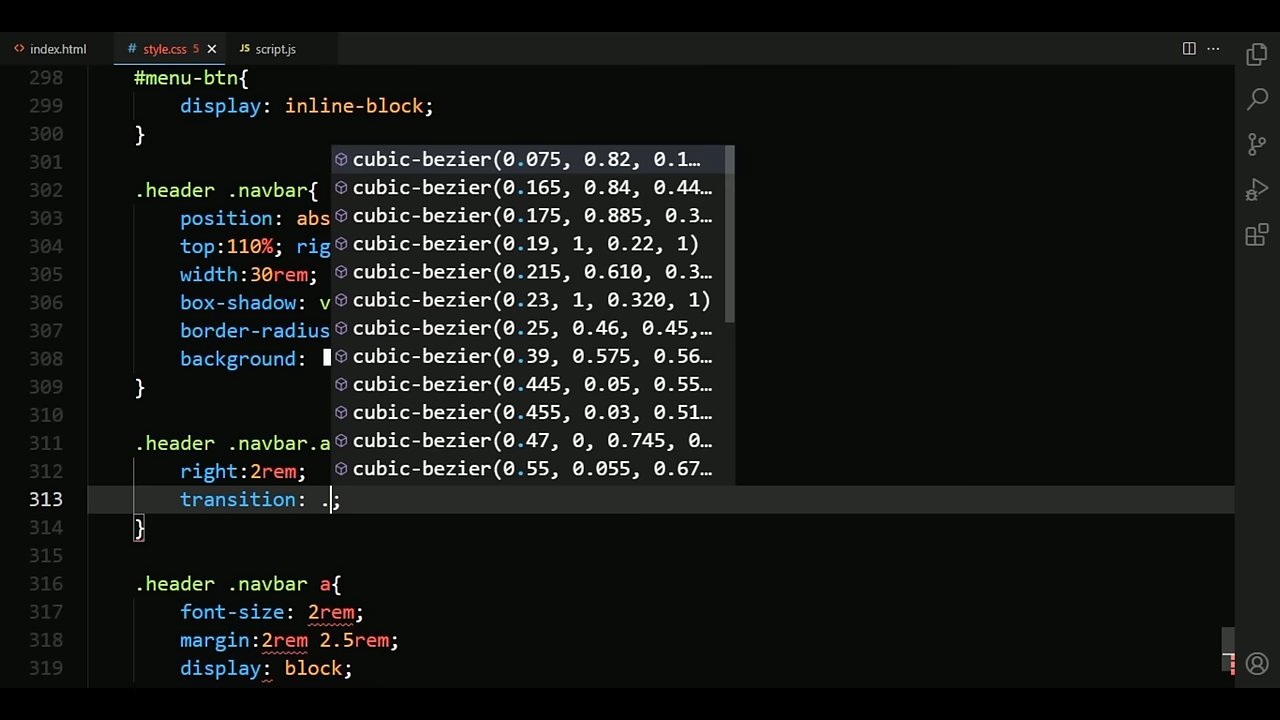 index.html
# style.css 5
JS script.js
298 #menu-btn{
299 display: inline-block;
300 }
301
302 .header .navbar{
303 position: abs
304 top:110%; rig
305 width:30rem;
306 box-shadow: v
307 border-radius
308 background:
309 }
310
311 .header .navbar.a
312 right:2rem;
313 transition: .;
314 }
315
316 .header .navbar a{
317 font-size: 2rem;
318 margin:2rem 2.5rem;
319 display: block;
cubic-bezier(0.075, 0.82, 0.1…
cubic-bezier(0.165, 0.84, 0.44…
cubic-bezier(0.175, 0.885, 0.3…
cubic-bezier(0.19, 1, 0.22, 1)
cubic-bezier(0.215, 0.610, 0.3…
cubic-bezier(0.23, 1, 0.320, 1)
cubic-bezier(0.25, 0.46, 0.45,…
cubic-bezier(0.39, 0.575, 0.56…
cubic-bezier(0.445, 0.05, 0.55…
cubic-bezier(0.455, 0.03, 0.51…
cubic-bezier(0.47, 0, 0.745, 0…
cubic-bezier(0.55, 0.055, 0.67…